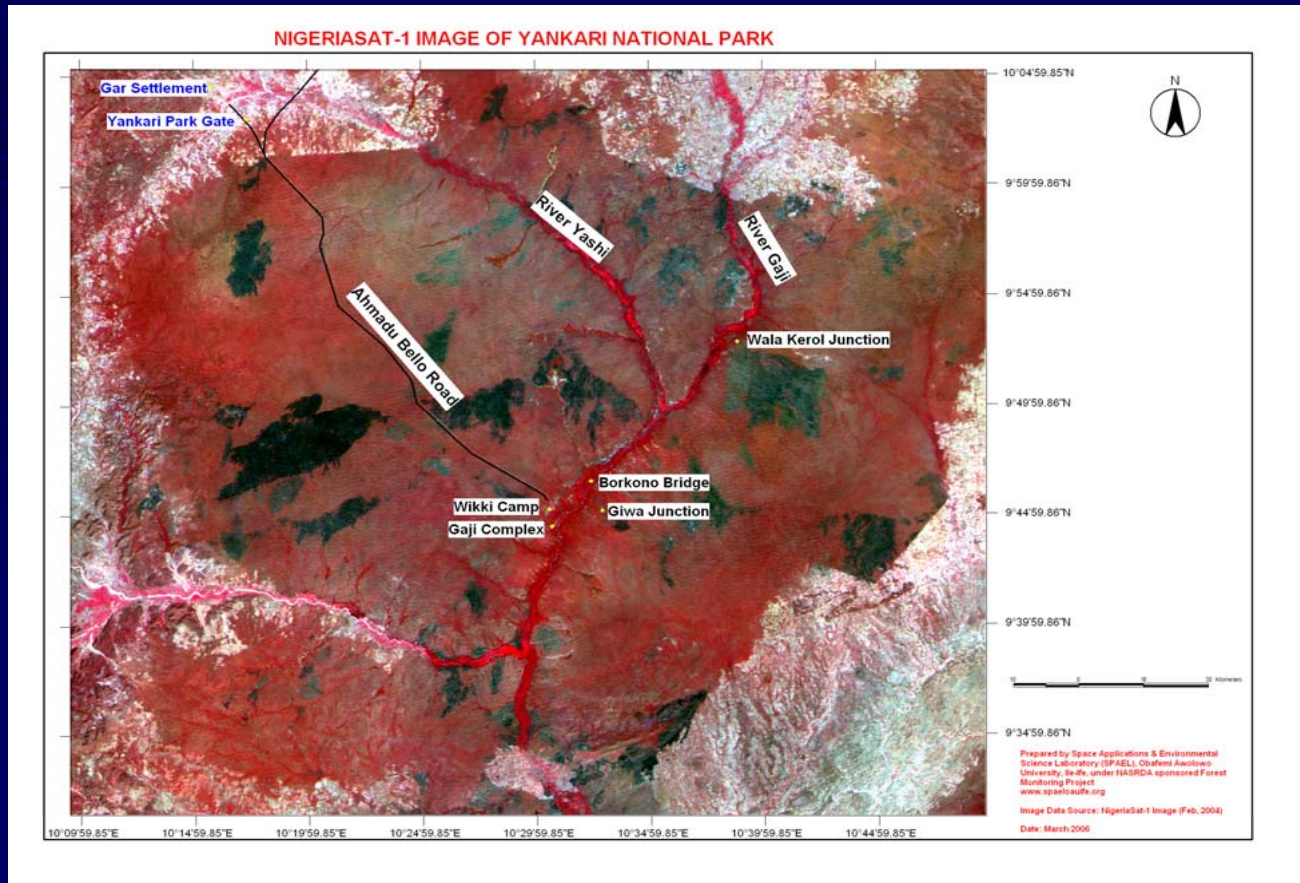 NIGERIASAT-1 IMAGE OF YANKARI NATIONAL PARK
Gar Settlement
Yankari Park Gate
10°04'59.85"N
N
9°59'59.86"N
River Yashi
River Gaji
9°54'59.86"N
Ahmadu Bello Road
Wala Kerol Junction
9°49'59.86"N
Borkono Bridge
Wikki Camp
Giwa Junction
9°44'59.86"N
Gaji Complex
9°39'59.86"N
10 0 10 20 Kilometers
9°34'59.86"N
Prepared by Space Applications & Environmental
Science Laboratory (SPAEL), Obafemi Awolowo
University, Ile-Ife, under NASRDA sponsored Forest
Monitoring Project
www.spaeloauife.org
Image Data Source: NigeriaSat-1 Image (Feb, 2004)
Date: March 2006
10°09'59.85"E 10°14'59.85"E 10°19'59.85"E 10°24'59.85"E 10°29'59.85"E 10°34'59.85"E 10°39'59.85"E 10°44'59.85"E